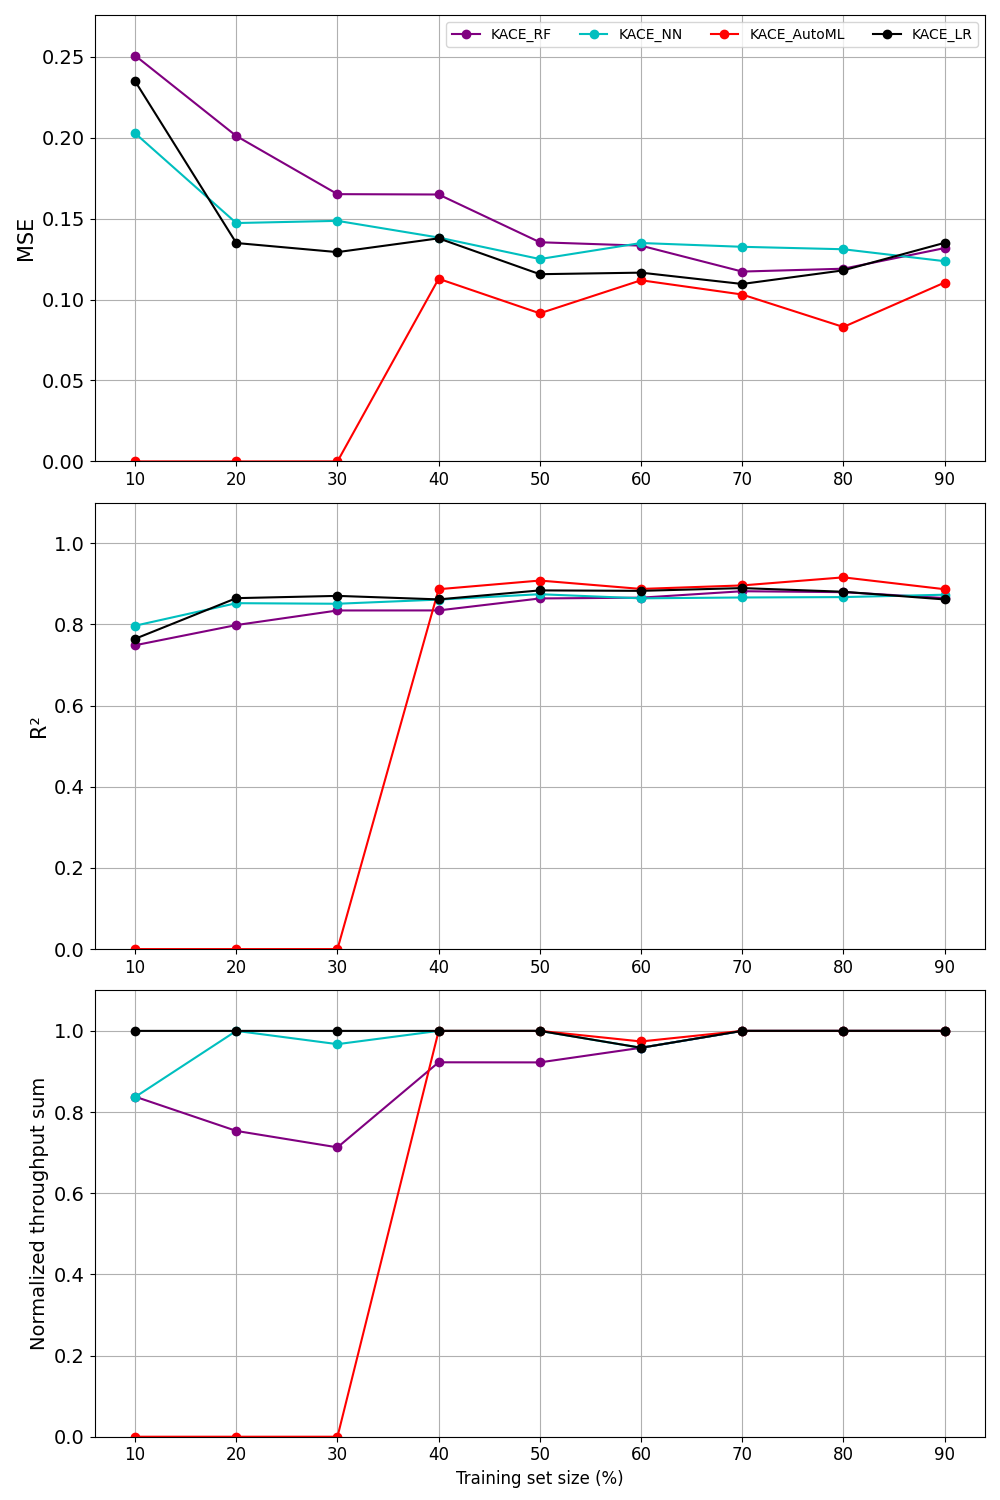 KACE_RF KACE_NN KACE_AutoML KACE_LR
MSE
0.25
0.20
0.15
0.10
0.05
0.00
10 20 30 40 50 60 70 80 90
R²
1.0
0.8
0.6
0.4
0.2
0.0
10 20 30 40 50 60 70 80 90
Normalized throughput sum
1.0
0.8
0.6
0.4
0.2
0.0
10 20 30 40 50 60 70 80 90
Training set size (%)